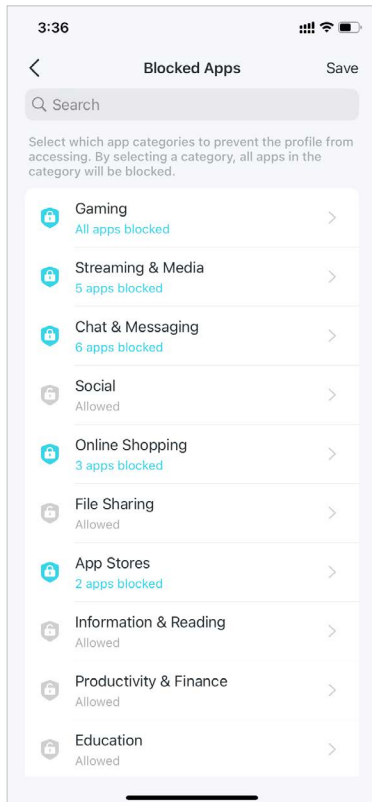 3:36
Blocked Apps
Save
Search
Select which app categories to prevent the profile from
accessing. By selecting a category, all apps in the
category will be blocked.
Gaming
All apps blocked
Streaming & Media
5 apps blocked
Chat & Messaging
6 apps blocked
Social
Allowed
Online Shopping
3 apps blocked
File Sharing
Allowed
App Stores
2 apps blocked
Information & Reading
Allowed
Productivity & Finance
Allowed
Education
Allowed